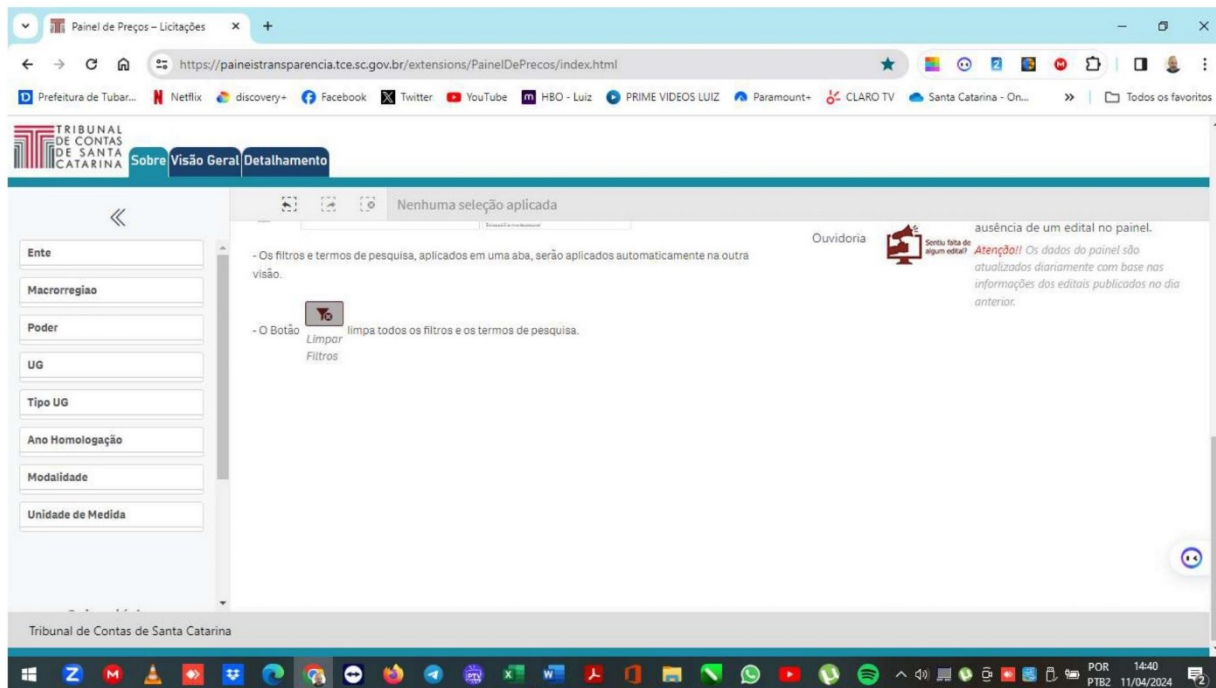 Painel de Preços – Licitações
https://paineistransparencia.tce.sc.gov.br/extensions/PainelDePrecos/index.html
Prefeitura de Tubar... Netflix discovery+ Facebook Twitter YouTube HBO - Luiz PRIME VIDEOS LUIZ Paramount+ CLARO TV Santa Catarina - On... » Todos os favoritos
TRIBUNAL
DE CONTAS
DE SANTA
CATARINA
Sobre Visão Geral Detalhamento
Nenhuma seleção aplicada
Ente
Macrorregiao
Poder
UG
Tipo UG
Ano Homologação
Modalidade
Unidade de Medida
- Os filtros e termos de pesquisa, aplicados em uma aba, serão aplicados automaticamente na outra
visão.
- O Botão limpa todos os filtros e os termos de pesquisa.
Limpar
Filtros
Ouvidoria
Sentiu falta de
algum edital?
ausência de um edital no painel.
Atenção!! Os dados do painel são
atualizados diariamente com base nas
informações dos editais publicados no dia
anterior.
Tribunal de Contas de Santa Catarina
POR 14:40
PTB2 11/04/2024